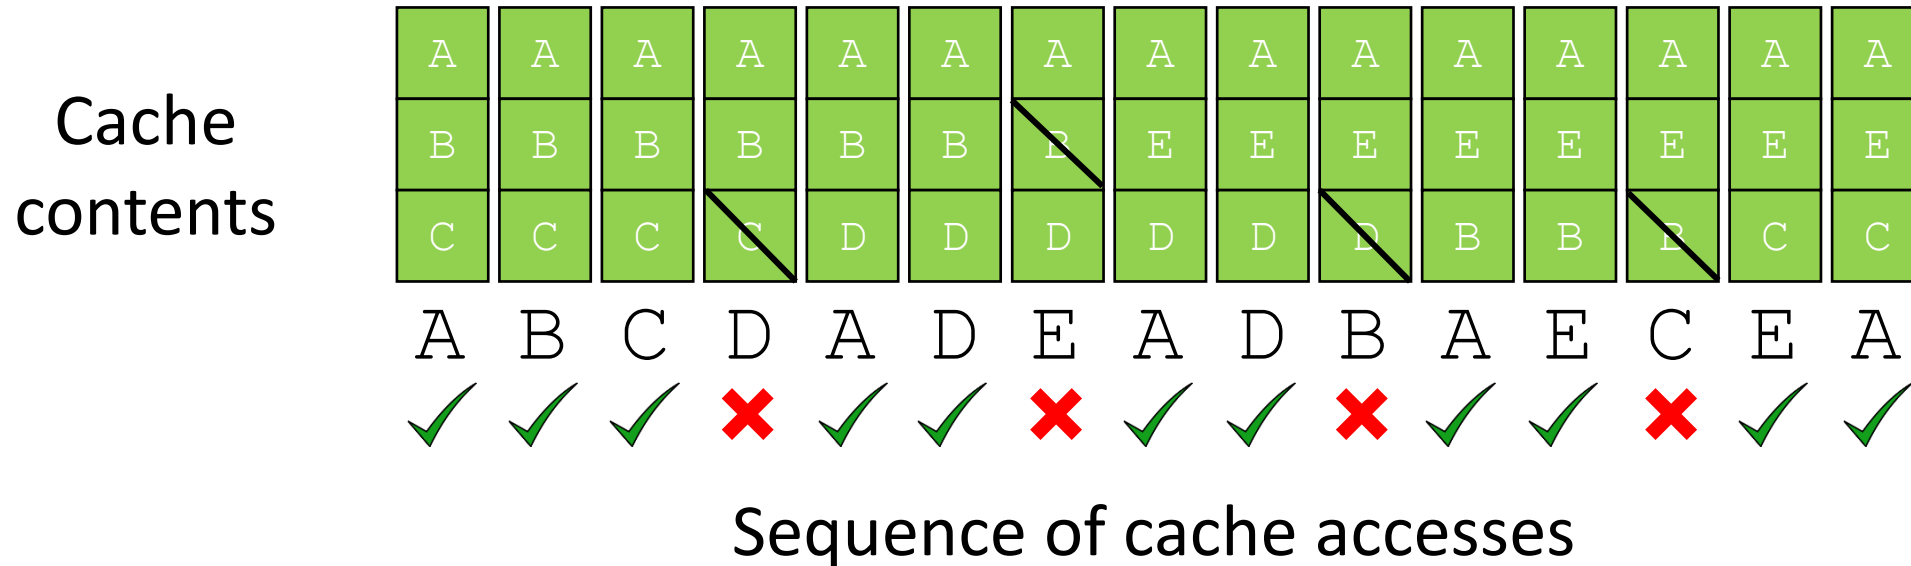 A A A A A A A A A A A A A A A
Cache
B B B B B B B E E E E E E E E
contents
C C C C D D D D D D B B B C C
A B C D A D E A D B A E C E A
Sequence of cache accesses